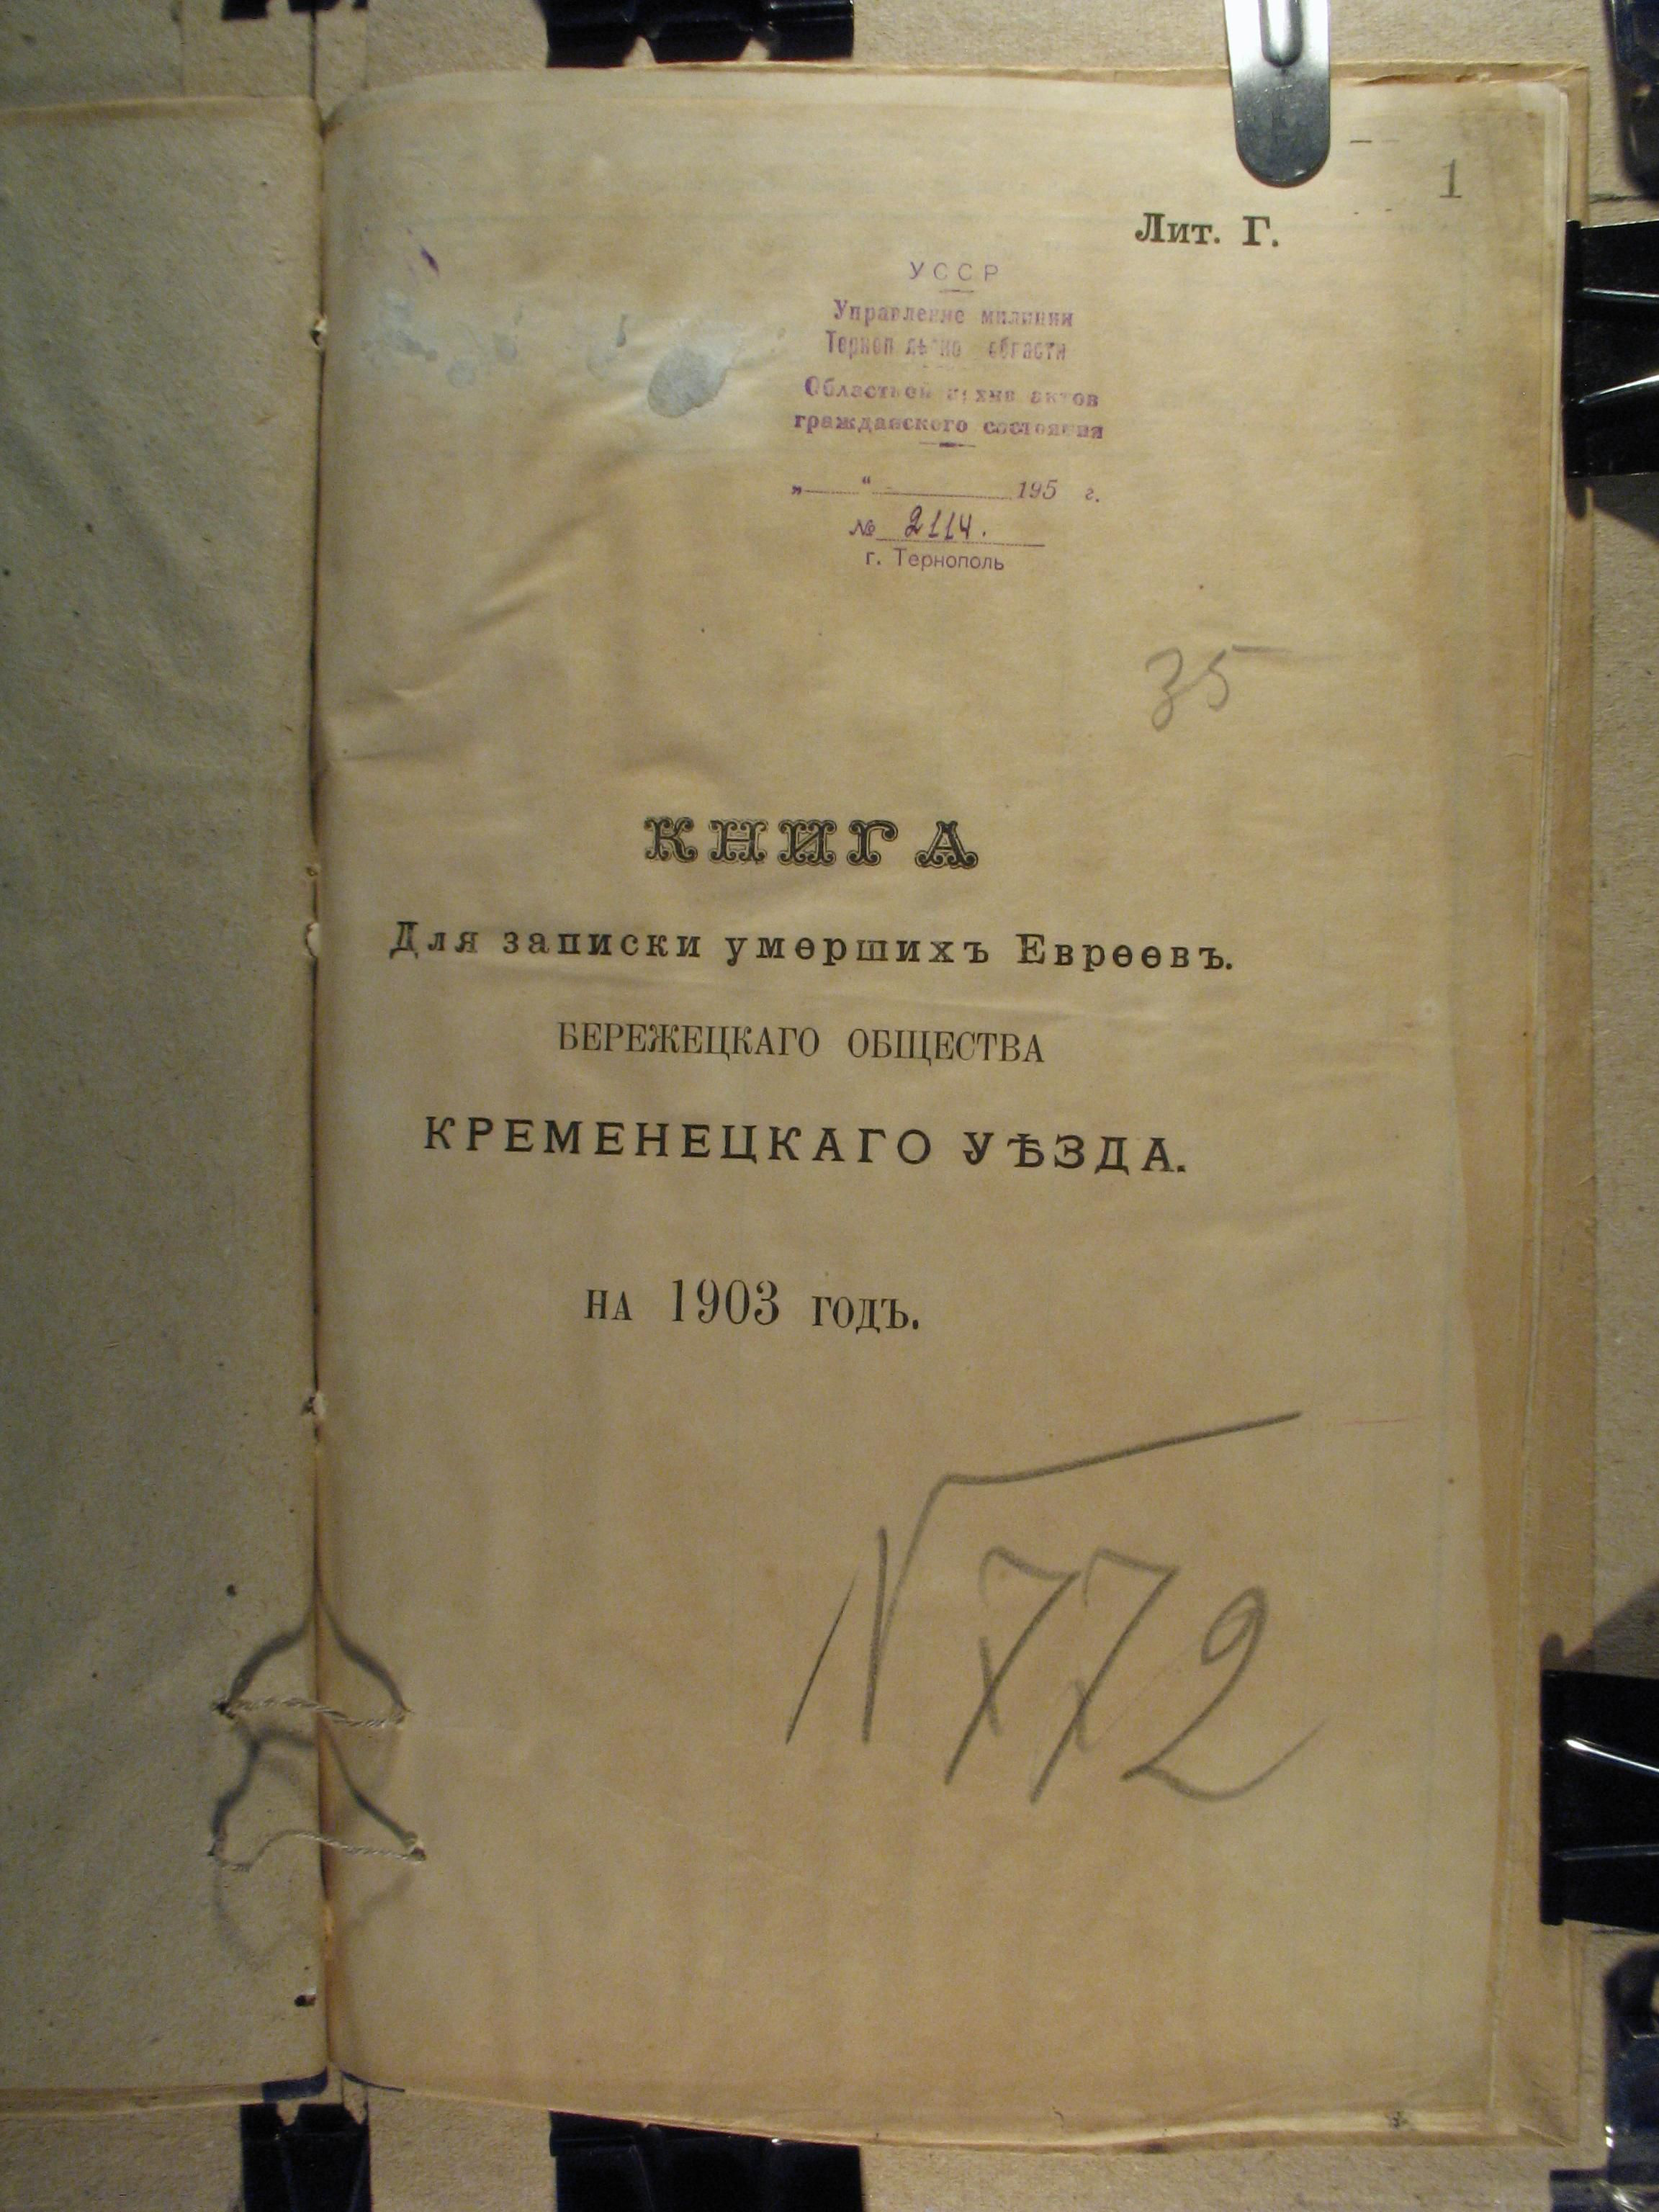 1
Лит. Г.
УССР
Управление милиции
Тернопольской области
Областной архив актов
гражданского состояния
„ “ 195 г.
№ 2114.
г. Тернополь
35
КНИГА
Для записки умершихъ Евреевъ.
БЕРЕЖЕЦКАГО ОБЩЕСТВА
КРЕМЕНЕЦКАГО УѢЗДА.
НА 1903 ГОДЪ.
N 772